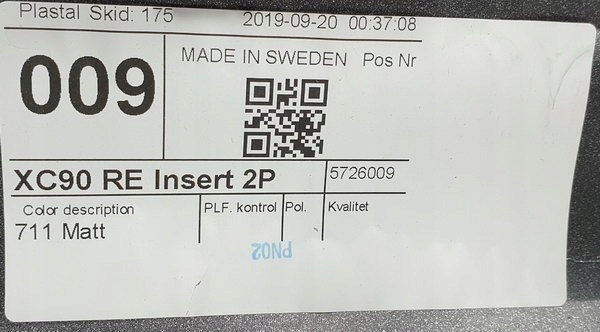 Plastal Skid: 175 2019-09-20 00:37:08
009 MADE IN SWEDEN Pos Nr
XC90 RE Insert 2P 5726009
Color description PLF. kontrol Pol. Kvalitet
711 Matt
PN02